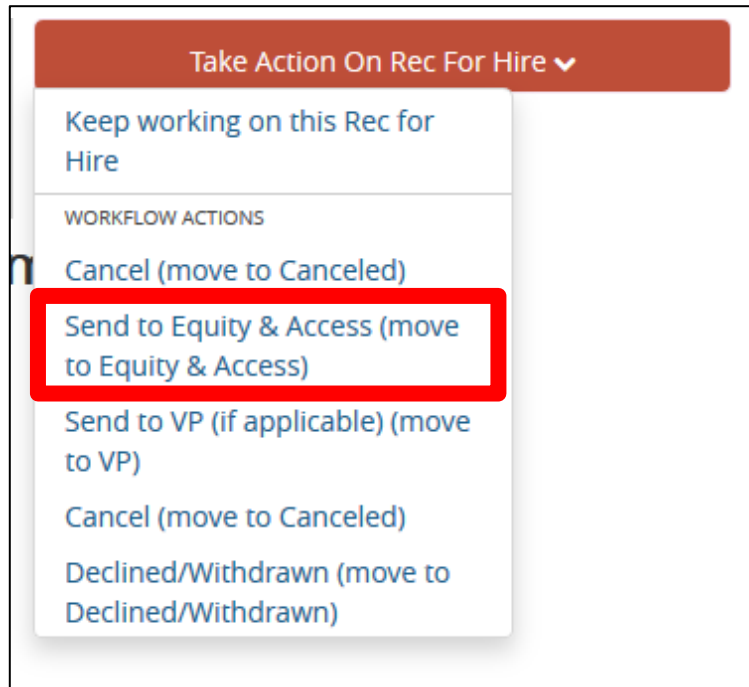 Take Action On Rec For Hire
Keep working on this Rec for
Hire
WORKFLOW ACTIONS
m
Cancel (move to Canceled)
Send to Equity & Access (move
to Equity & Access)
Send to VP (if applicable) (move
to VP)
Cancel (move to Canceled)
Declined/Withdrawn (move to
Declined/Withdrawn)